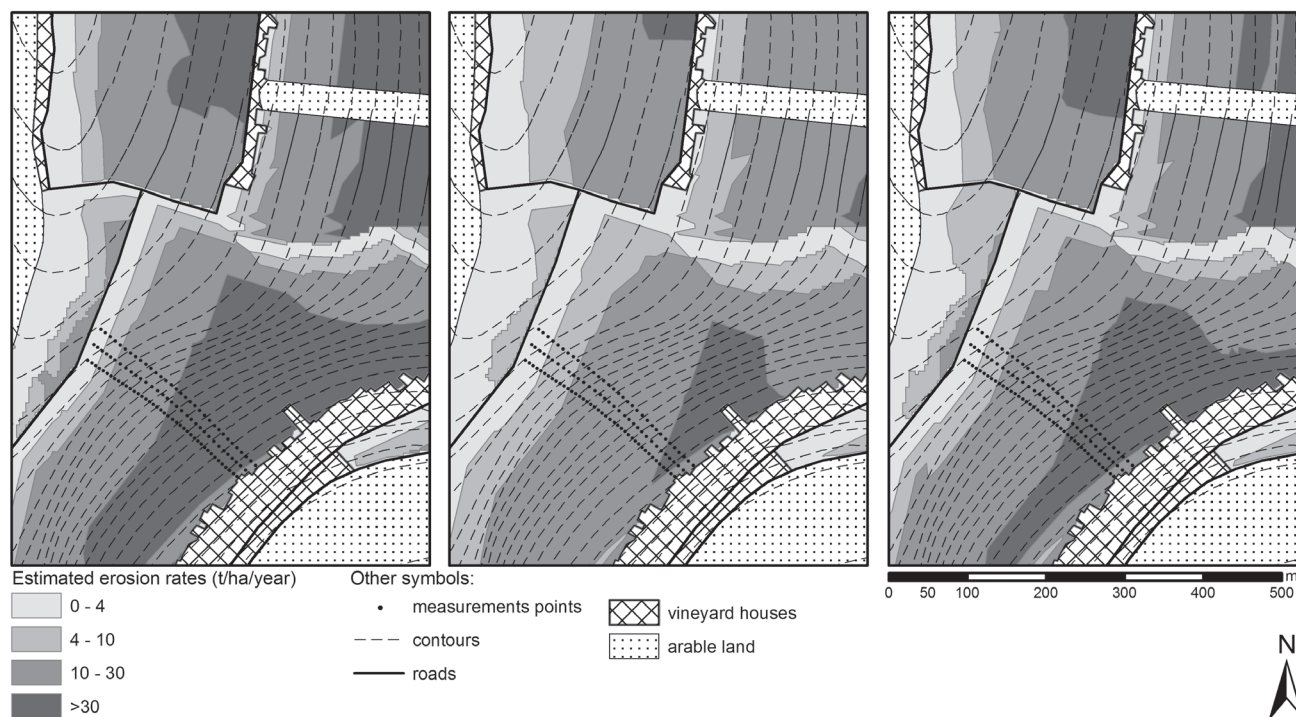 Estimated erosion rates (t/ha/year)
0 - 4
4 - 10
10 - 30
>30
Other symbols:
measurements points
contours
roads
vineyard houses
arable land
m
0 50 100 200 300 400 500
N